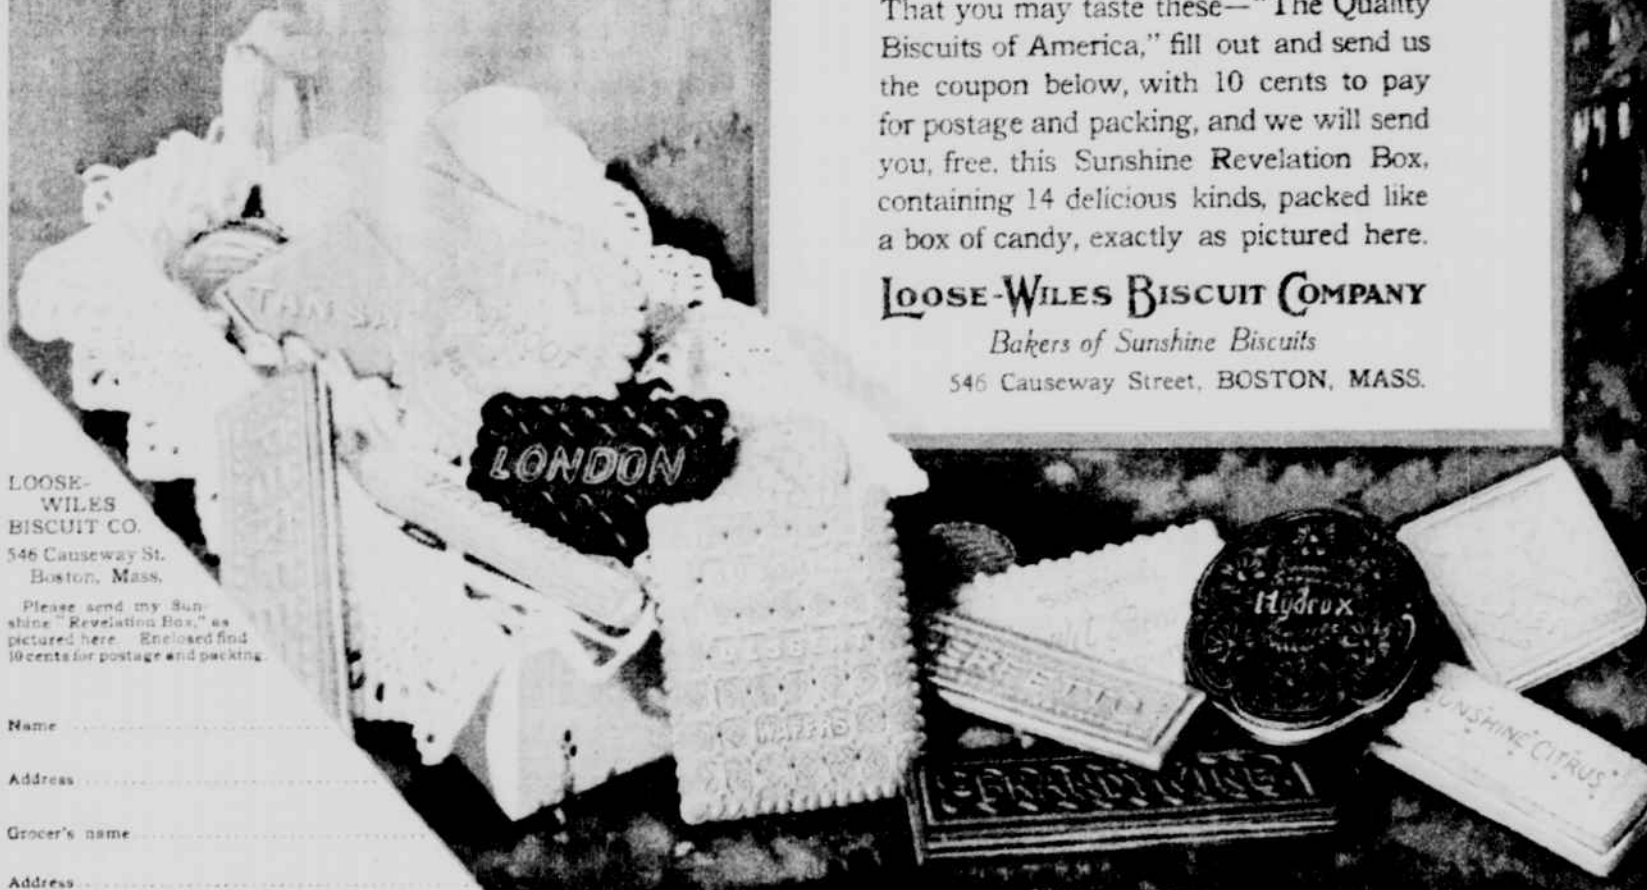 That you may taste these—"The Quality
Biscuits of America," fill out and send us
the coupon below, with 10 cents to pay
for postage and packing, and we will send
you, free, this Sunshine Revelation Box,
containing 14 delicious kinds, packed like
a box of candy, exactly as pictured here.
LOOSE-WILES BISCUIT COMPANY
Bakers of Sunshine Biscuits
546 Causeway Street, BOSTON, MASS.
LONDON
Hydrox
SUNSHINE CITRUS
LOOSE-
WILES
BISCUIT CO.
546 Causeway St.
Boston, Mass.
Please send my Sun-
shine "Revelation Box," as
pictured here. Enclosed find
10 cents for postage and packing.
Name
Address
Grocer's name
Address